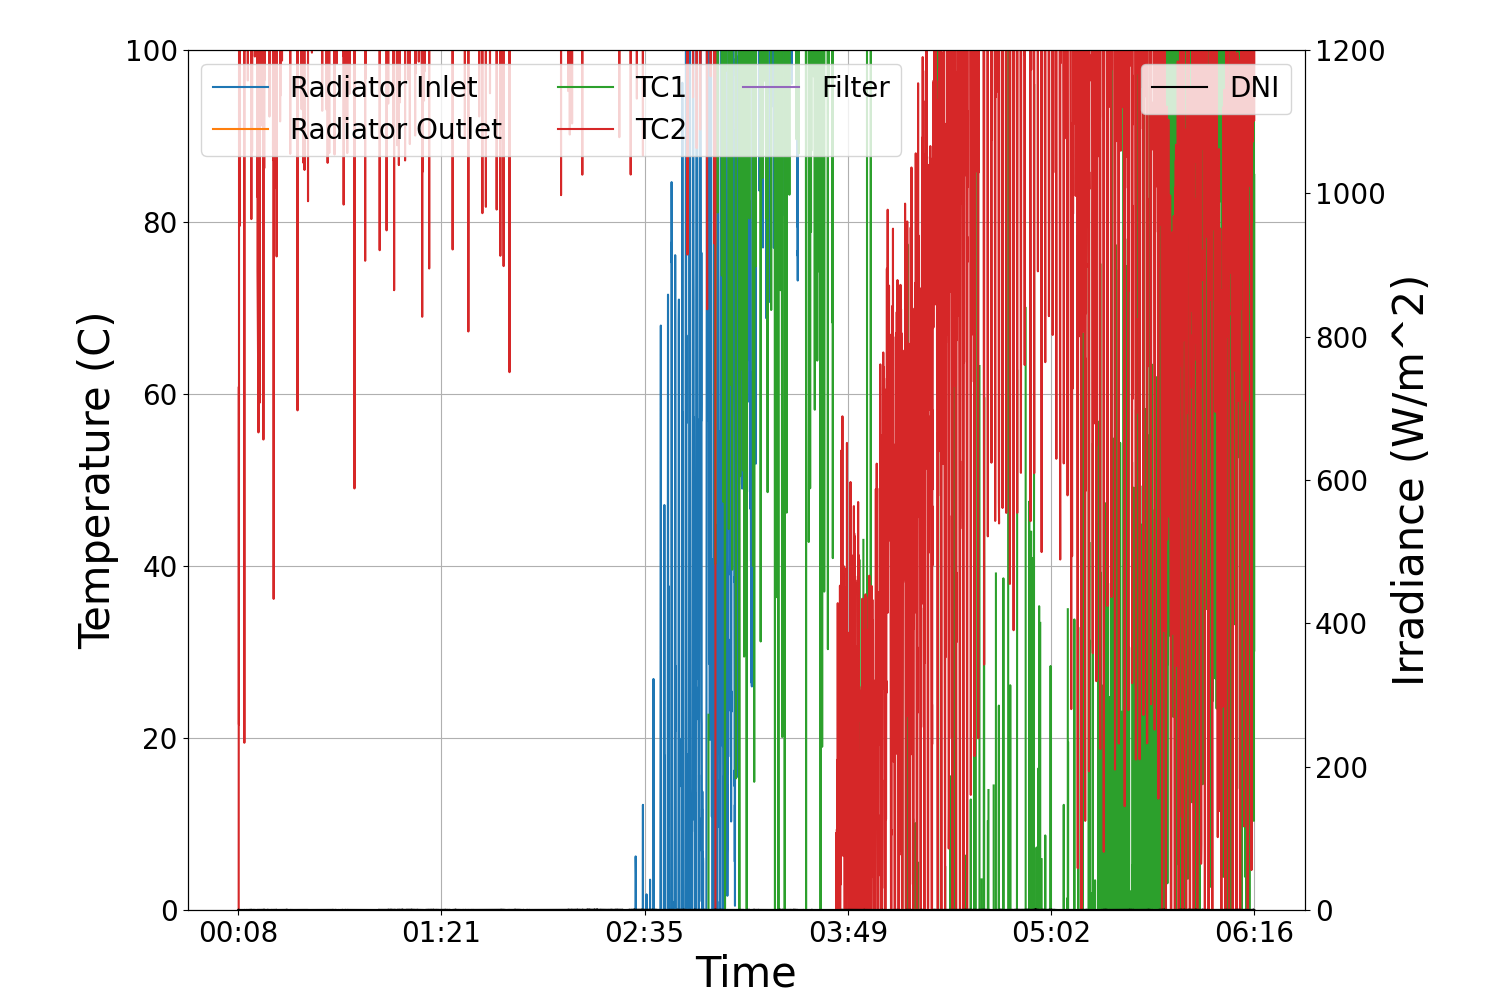 100
80
60
40
20
0
Temperature (C)
Radiator Inlet
Radiator Outlet
TC1
TC2
Filter
DNI
1200
1000
800
600
400
200
0
Irradiance (W/m^2)
00:08
01:21
02:35
03:49
05:02
06:16
Time